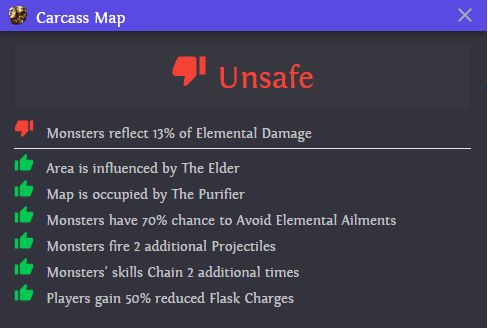 Carcass Map
Unsafe
Monsters reflect 13% of Elemental Damage
Area is influenced by The Elder
Map is occupied by The Purifier
Monsters have 70% chance to Avoid Elemental Ailments
Monsters fire 2 additional Projectiles
Monsters' skills Chain 2 additional times
Players gain 50% reduced Flask Charges